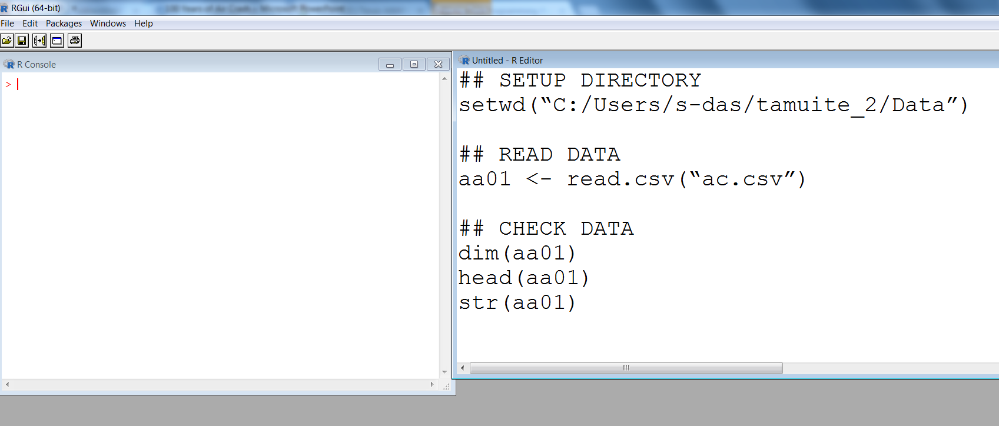 RGui (64-bit)
File Edit Packages Windows Help
R Console
>
Untitled - R Editor
## SETUP DIRECTORY
setwd(“C:/Users/s-das/tamuite_2/Data”)
## READ DATA
aa01 <- read.csv(“ac.csv”)
## CHECK DATA
dim(aa01)
head(aa01)
str(aa01)